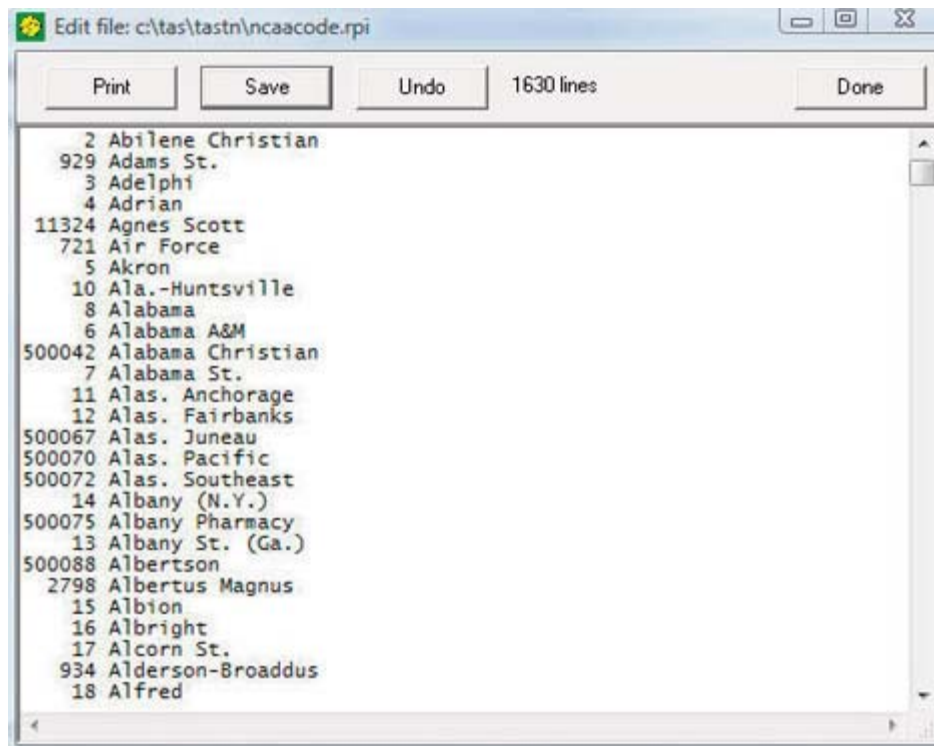 Edit file: c:\tas\tastn\ncaacode.rpi
Print Save Undo 1630 lines Done
2 Abilene Christian
929 Adams St.
3 Adelphi
4 Adrian
11324 Agnes Scott
721 Air Force
5 Akron
10 Ala.-Huntsville
8 Alabama
6 Alabama A&M
500042 Alabama Christian
7 Alabama St.
11 Alas. Anchorage
12 Alas. Fairbanks
500067 Alas. Juneau
500070 Alas. Pacific
500072 Alas. Southeast
14 Albany (N.Y.)
500075 Albany Pharmacy
13 Albany St. (Ga.)
500088 Albertson
2798 Albertus Magnus
15 Albion
16 Albright
17 Alcorn St.
934 Alderson-Broaddus
18 Alfred